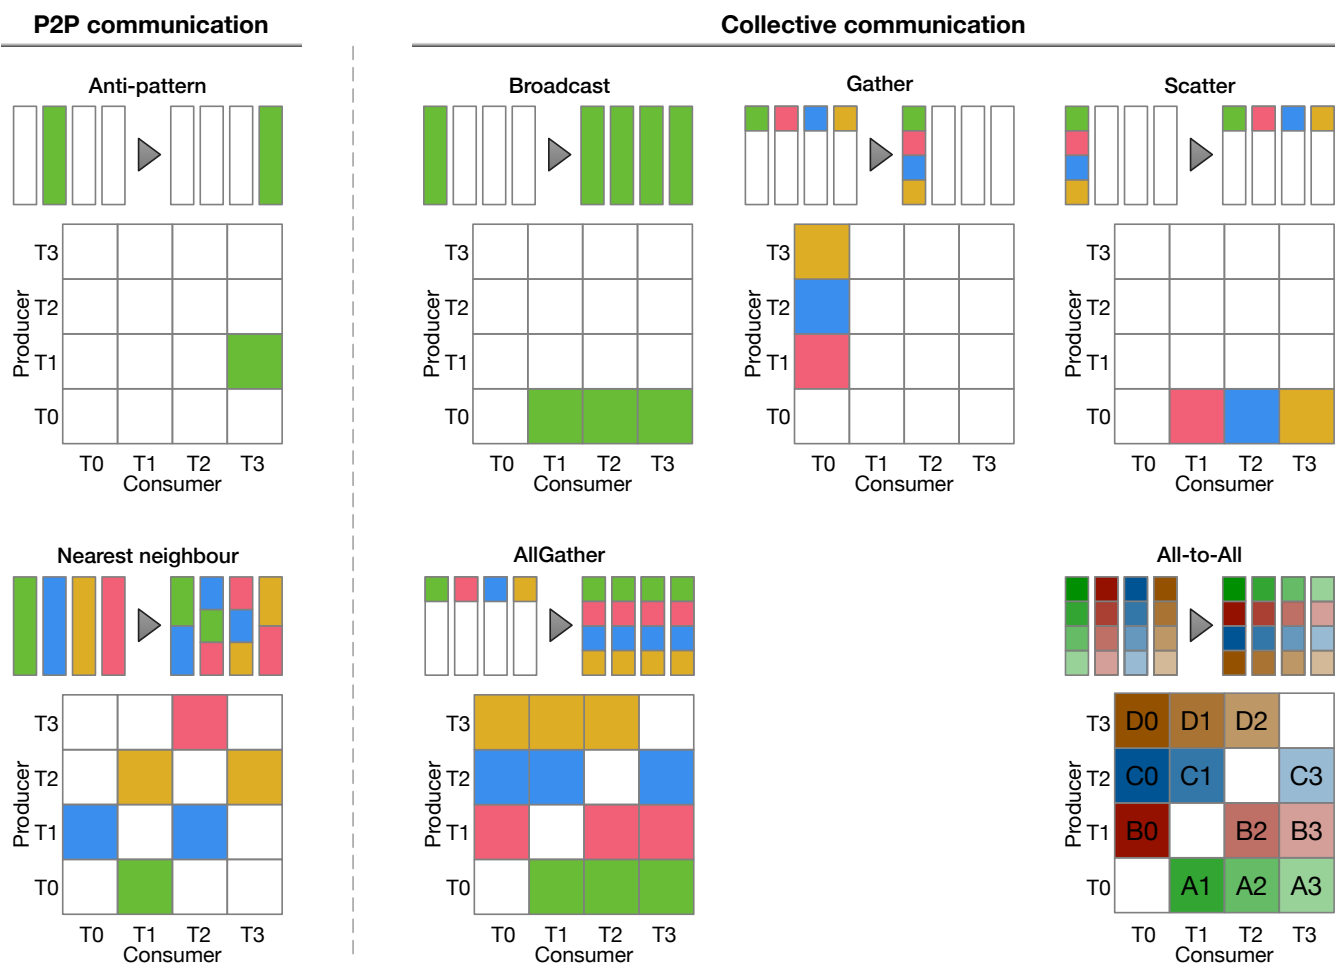 P2P communication
Collective communication
Anti-pattern
Producer
T3
T2
T1
T0
T0 T1 T2 T3
Consumer
Broadcast
Producer
T3
T2
T1
T0
T0 T1 T2 T3
Consumer
Gather
Producer
T3
T2
T1
T0
T0 T1 T2 T3
Consumer
Scatter
Producer
T3
T2
T1
T0
T0 T1 T2 T3
Consumer
Nearest neighbour
Producer
T3
T2
T1
T0
T0 T1 T2 T3
Consumer
AllGather
Producer
T3
T2
T1
T0
T0 T1 T2 T3
Consumer
All-to-All
Producer
T3 D0 D1 D2
T2 C0 C1 C3
T1 B0 B2 B3
T0 A1 A2 A3
T0 T1 T2 T3
Consumer